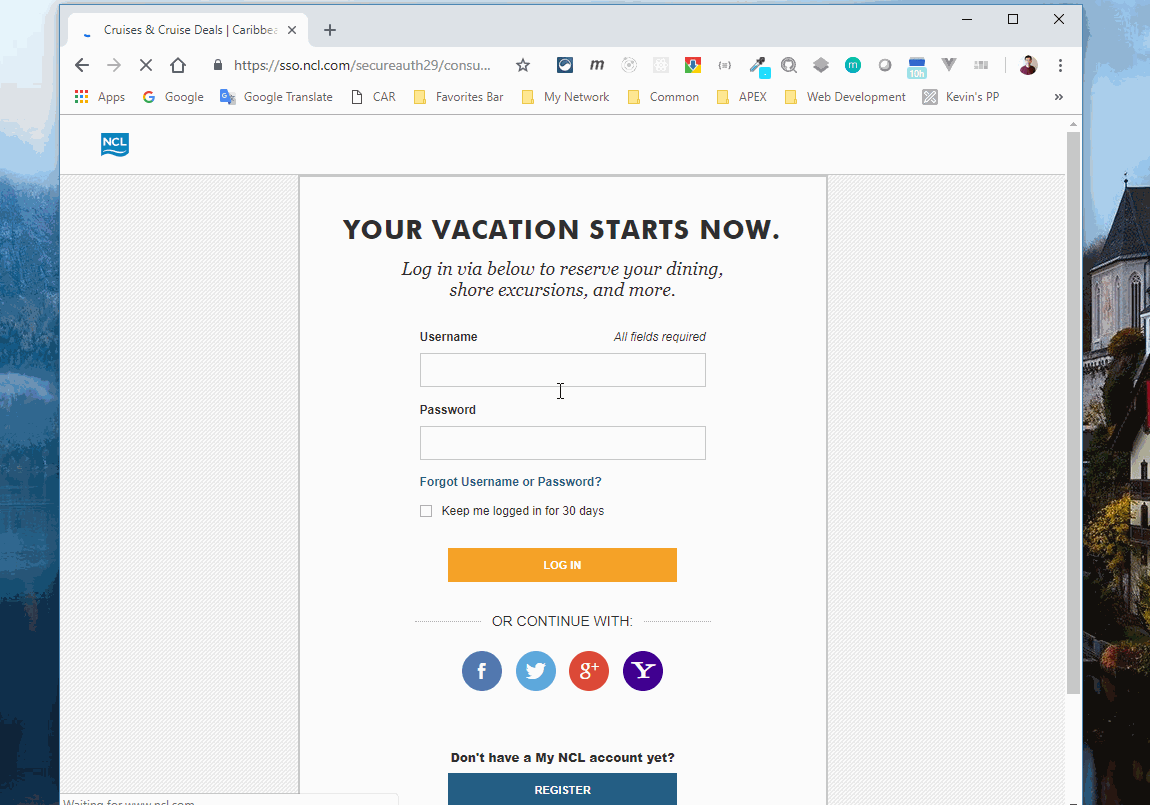 Cruises & Cruise Deals | Caribbea
https://sso.ncl.com/secureauth29/consu...
m
{≡}
m
10h
Apps
Google
Google Translate
CAR
Favorites Bar
My Network
Common
APEX
Web Development
Kevin's PP
»
NCL
YOUR VACATION STARTS NOW.
Log in via below to reserve your dining,
shore excursions, and more.
Username
All fields required
Password
Forgot Username or Password?
Keep me logged in for 30 days
LOG IN
OR CONTINUE WITH:
f
g+
Y
Don't have a My NCL account yet?
REGISTER
Waiting for www.ncl.com